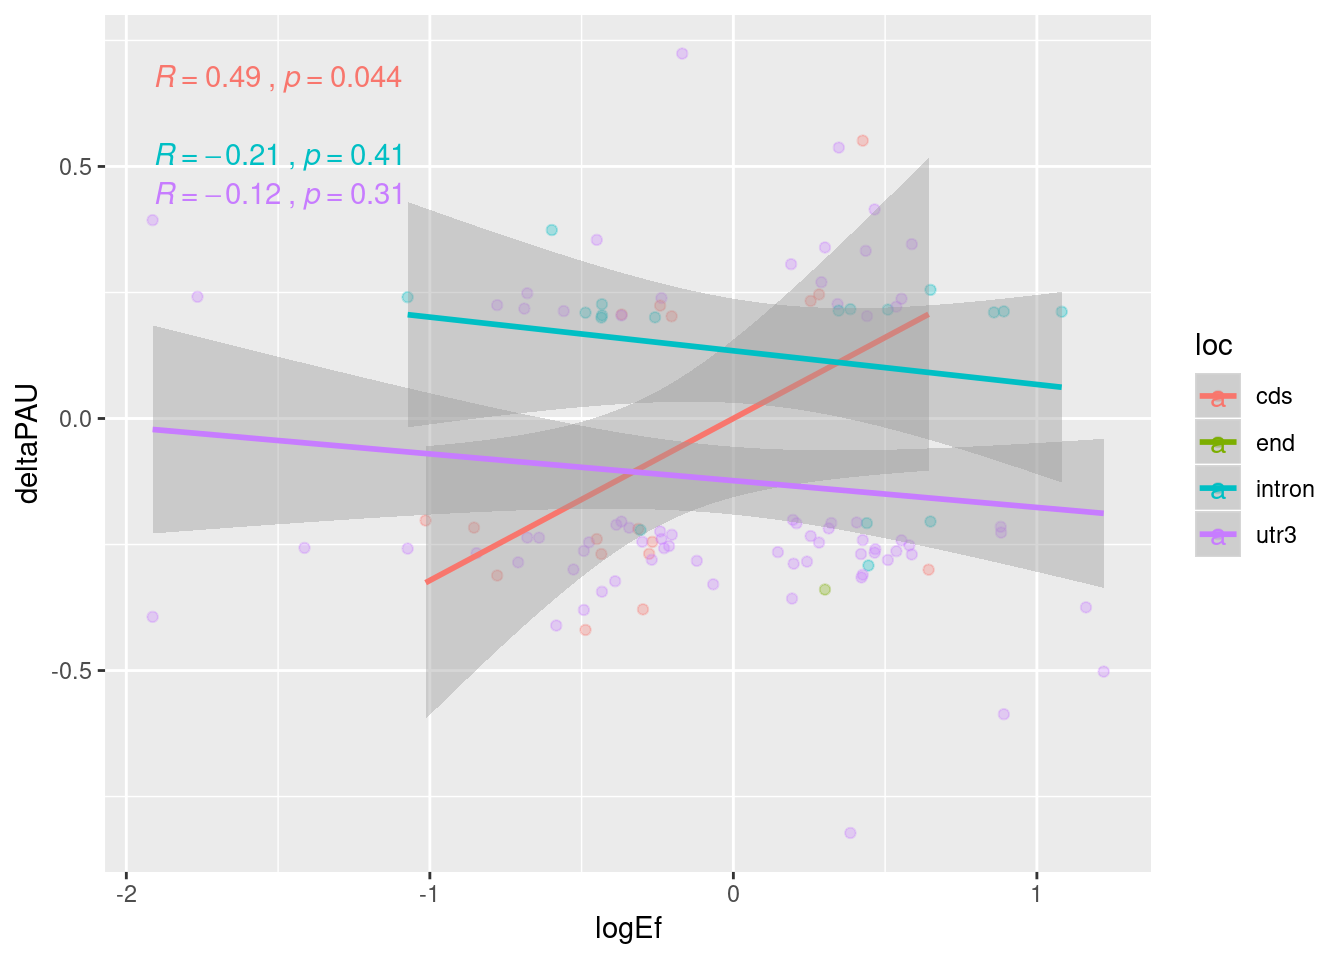 R = 0.49 , p = 0.044
R = −0.21 , p = 0.41
R = −0.12 , p = 0.31
0.5
0.0
-0.5
deltaPAU
-2
-1
0
1
logEf
loc
a cds
a end
a intron
a utr3